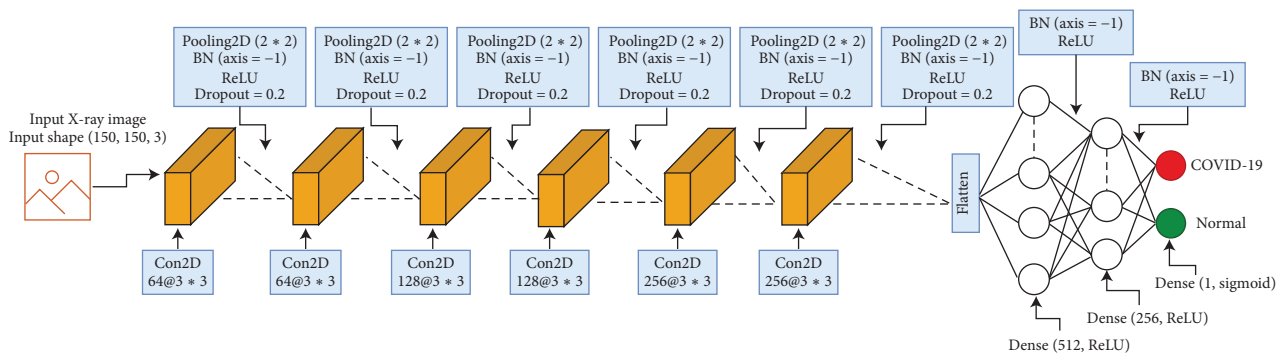 Pooling2D (2 * 2)
BN (axis = −1)
ReLU
Dropout = 0.2
Pooling2D (2 * 2)
BN (axis = −1)
ReLU
Dropout = 0.2
Pooling2D (2 * 2)
BN (axis = −1)
ReLU
Dropout = 0.2
Pooling2D (2 * 2)
BN (axis = −1)
ReLU
Dropout = 0.2
Pooling2D (2 * 2)
BN (axis = −1)
ReLU
Dropout = 0.2
Pooling2D (2 * 2)
BN (axis = −1)
ReLU
Dropout = 0.2
BN (axis = −1)
ReLU
BN (axis = −1)
ReLU
Input X-ray image
Input shape (150, 150, 3)
Flatten
COVID-19
Normal
Con2D
64@3 * 3
Con2D
64@3 * 3
Con2D
128@3 * 3
Con2D
128@3 * 3
Con2D
256@3 * 3
Con2D
256@3 * 3
Dense (1, sigmoid)
Dense (256, ReLU)
Dense (512, ReLU)